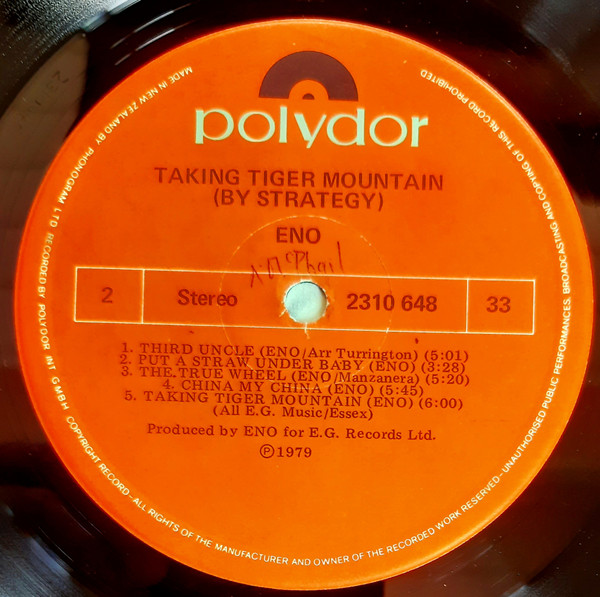 polydor
TAKING TIGER MOUNTAIN
(BY STRATEGY)
ENO
McPhail
2 Stereo 2310 648 33
1. THIRD UNCLE (ENO/Arr Turrington) (5:01)
2. PUT A STRAW UNDER BABY (ENO) (3:28)
3. THE TRUE WHEEL (ENO/Manzanera) (5:20)
4. CHINA MY CHINA (ENO) (5:45)
5. TAKING TIGER MOUNTAIN (ENO) (6:00)
(All E.G. Music/Essex)
Produced by ENO for E.G. Records Ltd.
Ⓟ1979
MADE IN NEW ZEALAND BY PHONOGRAM LTD RECORDED BY POLYDOR INT GMBH COPYRIGHT RECORD - ALL RIGHTS OF THE MANUFACTURER AND OWNER OF THE RECORDED WORK RESERVED - UNAUTHORISED PUBLIC PERFORMANCES, BROADCASTING AND COPYING OF THIS RECORD PROHIBITED